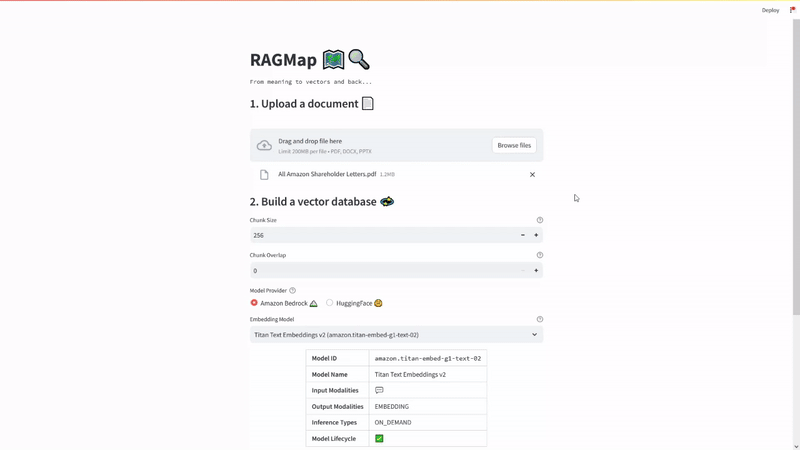 Deploy
RAGMap
From meaning to vectors and back...
1. Upload a document
Drag and drop file here
Limit 200MB per file • PDF, DOCX, PPTX
Browse files
All Amazon Shareholder Letters.pdf 1.2MB
2. Build a vector database
Chunk Size
256
Chunk Overlap
0
Model Provider
Amazon Bedrock
HuggingFace
Embedding Model
Titan Text Embeddings v2 (amazon.titan-embed-g1-text-02)
Model ID amazon.titan-embed-g1-text-02
Model Name Titan Text Embeddings v2
Input Modalities
Output Modalities EMBEDDING
Inference Types ON_DEMAND
Model Lifecycle